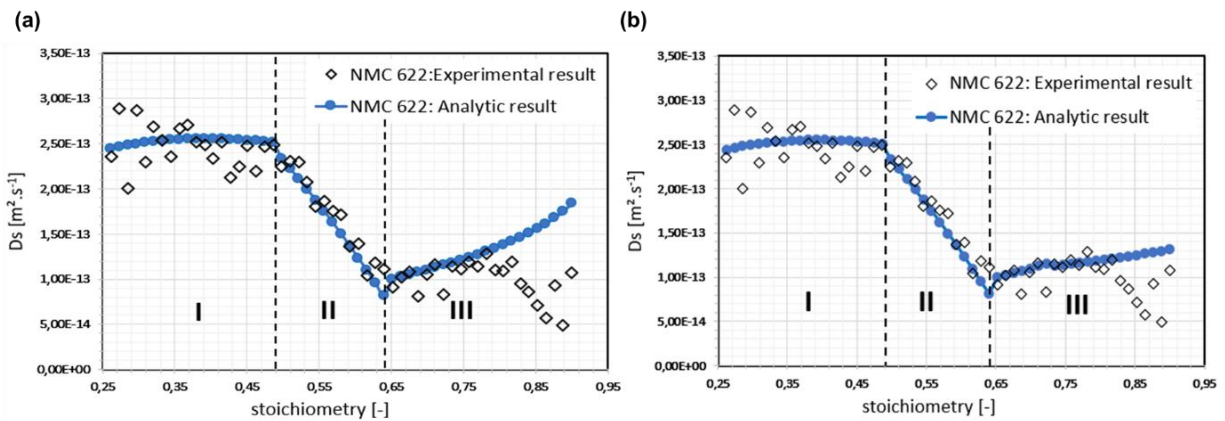 (a)
3,50E-13
3,00E-13
2,50E-13
2,00E-13
1,50E-13
1,00E-13
5,00E-14
0,00E+00
Ds [m².s⁻¹]
NMC 622:Experimental result
NMC 622: Analytic result
I
II
III
0,25
0,35
0,45
0,55
0,65
0,75
0,85
0,95
stoichiometry [-]
(b)
3,50E-13
3,00E-13
2,50E-13
2,00E-13
1,50E-13
1,00E-13
5,00E-14
0,00E+00
Ds [m².s⁻¹]
NMC 622: Experimental result
NMC 622: Analytic result
I
II
III
0,25
0,35
0,45
0,55
0,65
0,75
0,85
0,95
stoichiometry [-]